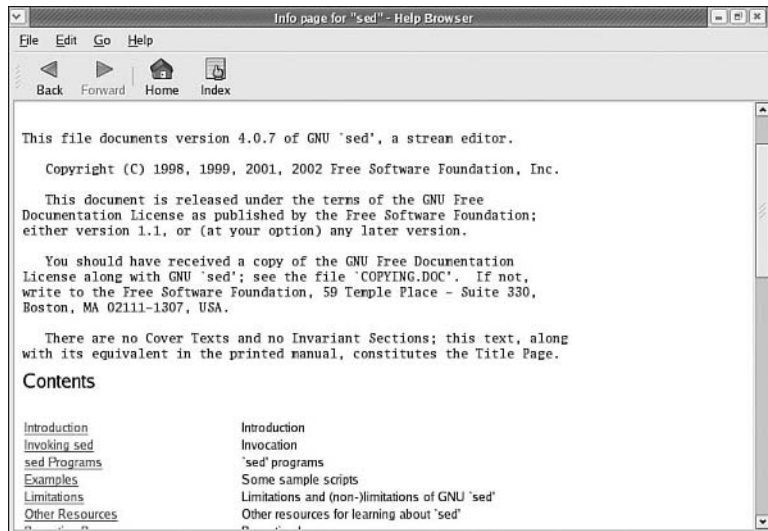 Info page for "sed" - Help Browser
File Edit Go Help
Back Forward Home Index
This file documents version 4.0.7 of GNU `sed', a stream editor.
Copyright (C) 1998, 1999, 2001, 2002 Free Software Foundation, Inc.
This document is released under the terms of the GNU Free
Documentation License as published by the Free Software Foundation;
either version 1.1, or (at your option) any later version.
You should have received a copy of the GNU Free Documentation
License along with GNU `sed'; see the file `COPYING.DOC'. If not,
write to the Free Software Foundation, 59 Temple Place - Suite 330,
Boston, MA 02111-1307, USA.
There are no Cover Texts and no Invariant Sections; this text, along
with its equivalent in the printed manual, constitutes the Title Page.
Contents
Introduction Introduction
Invoking sed Invocation
sed Programs `sed' programs
Examples Some sample scripts
Limitations Limitations and (non-)limitations of GNU `sed'
Other Resources Other resources for learning about `sed'